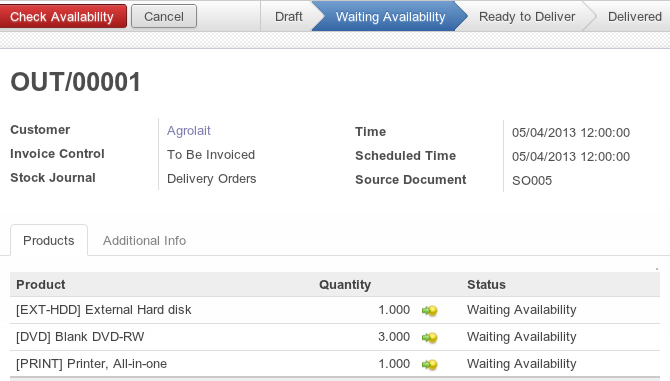 Check Availability Cancel Draft Waiting Availability Ready to Deliver Delivered
OUT/00001
Customer Agrolait Time 05/04/2013 12:00:00
Invoice Control To Be Invoiced Scheduled Time 05/04/2013 12:00:00
Stock Journal Delivery Orders Source Document SO005
Products Additional Info
Product Quantity Status
[EXT-HDD] External Hard disk 1.000 Waiting Availability
[DVD] Blank DVD-RW 3.000 Waiting Availability
[PRINT] Printer, All-in-one 1.000 Waiting Availability